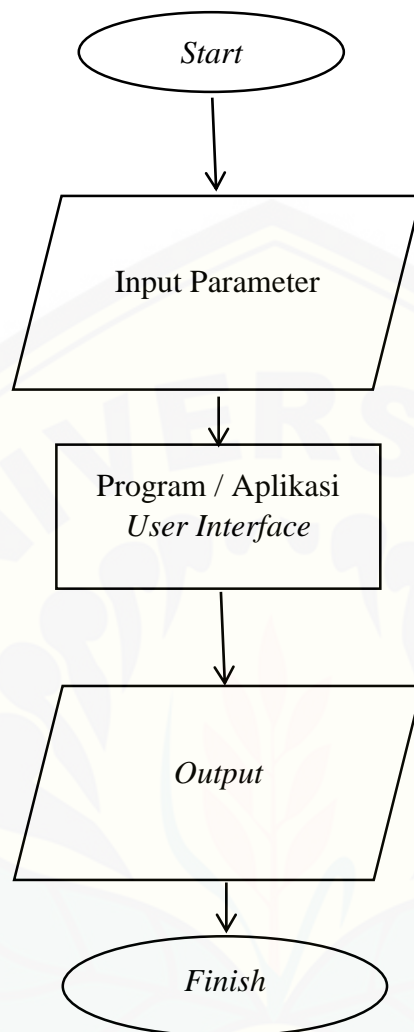 Start
Input Parameter
Program / Aplikasi
User Interface
Output
Finish